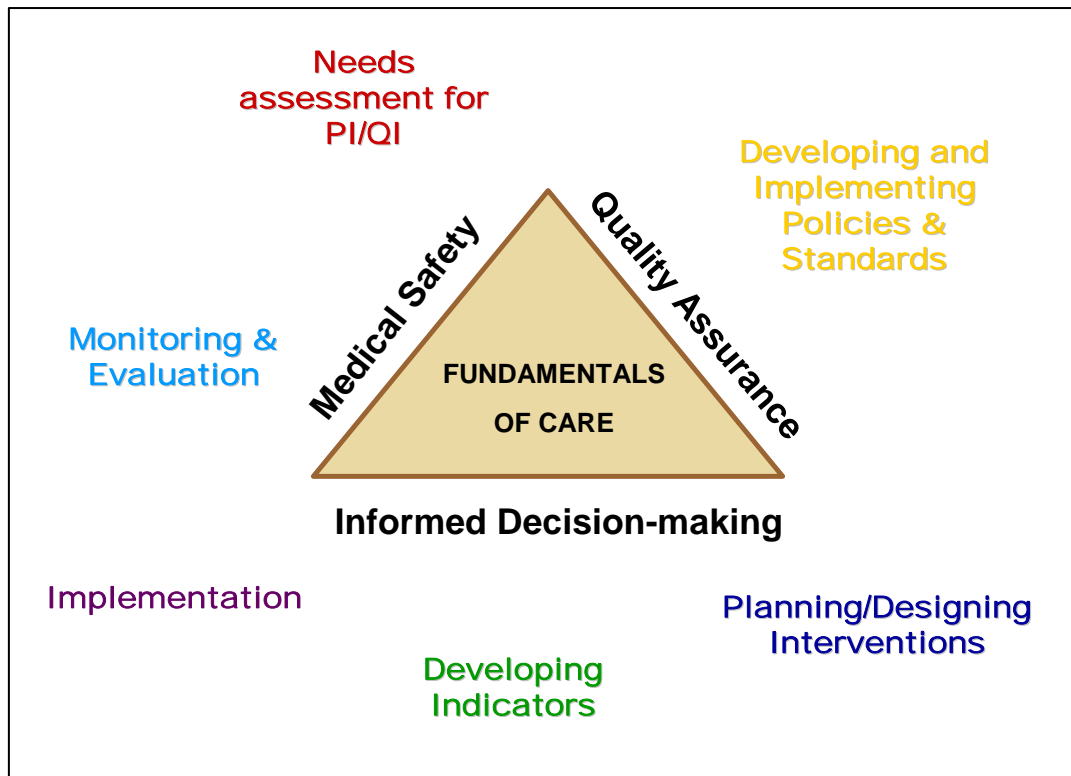 Needs
assessment for
PI/QI
Developing and
Implementing
Policies &
Standards
Medical Safety
Quality Assurance
Monitoring &
Evaluation
FUNDAMENTALS
OF CARE
Informed Decision-making
Implementation
Planning/Designing
Interventions
Developing
Indicators